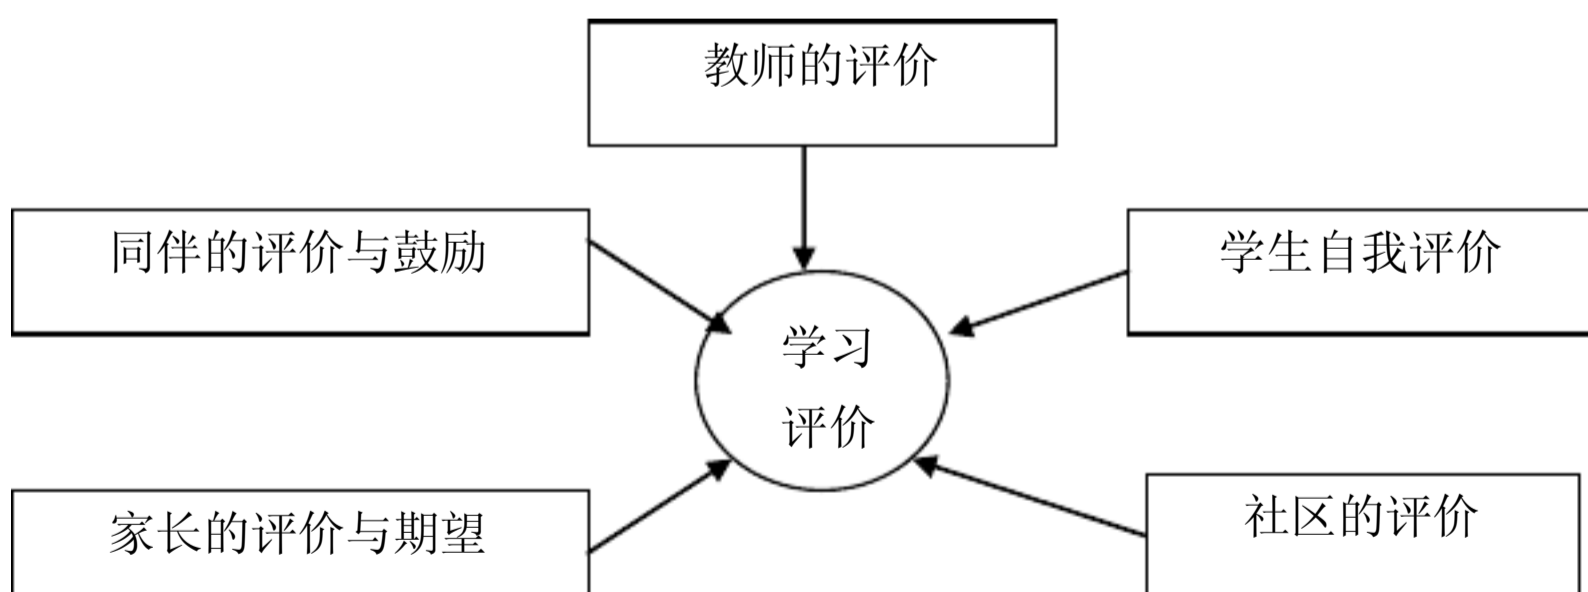 教师的评价
同伴的评价与鼓励
学生自我评价
学习
评价
家长的评价与期望
社区的评价